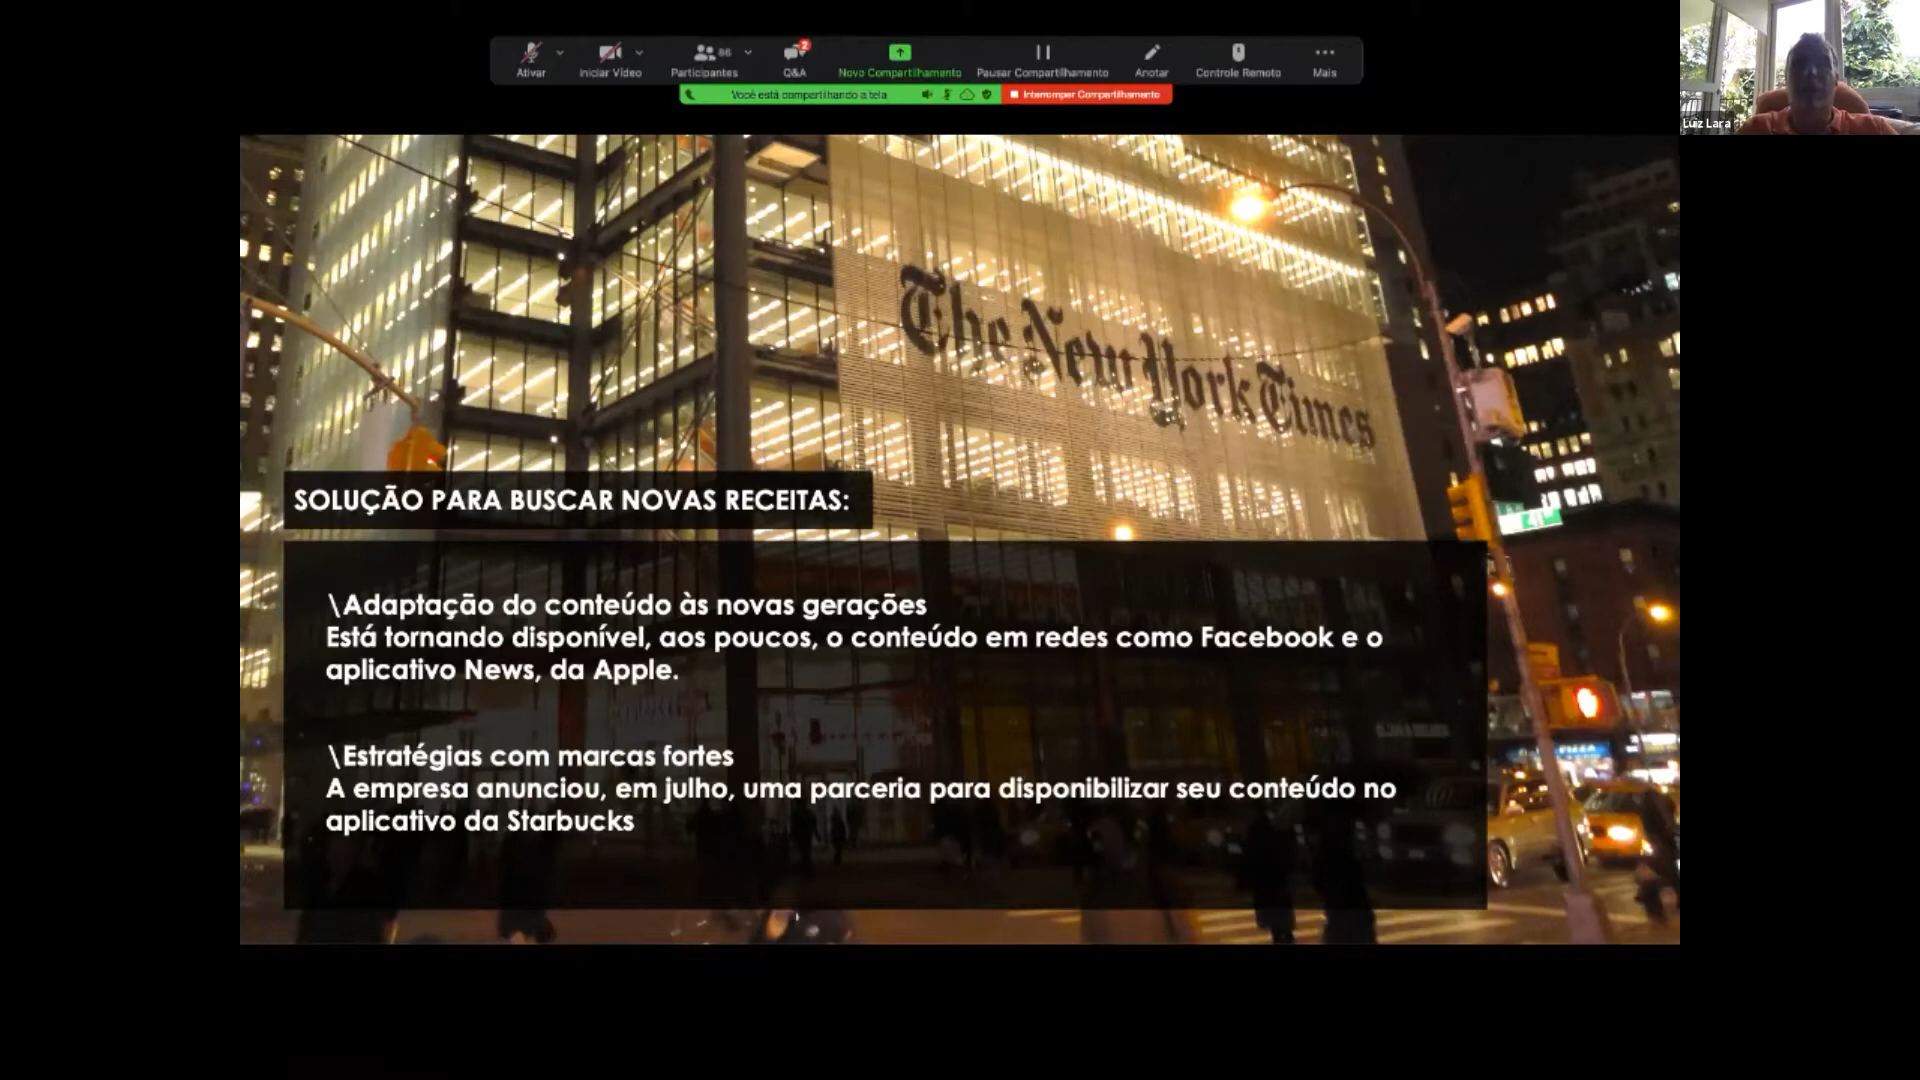 Ativar
Iniciar Vídeo
Participantes
86
Q&A
2
Novo Compartilhamento
Pausar Compartilhamento
Anotar
Controle Remoto
Mais
Você está compartilhando a tela
Interromper Compartilhamento
Luiz Lara
The New York Times
SOLUÇÃO PARA BUSCAR NOVAS RECEITAS:
\Adaptação do conteúdo às novas gerações
Está tornando disponível, aos poucos, o conteúdo em redes como Facebook e o
aplicativo News, da Apple.
\Estratégias com marcas fortes
A empresa anunciou, em julho, uma parceria para disponibilizar seu conteúdo no
aplicativo da Starbucks